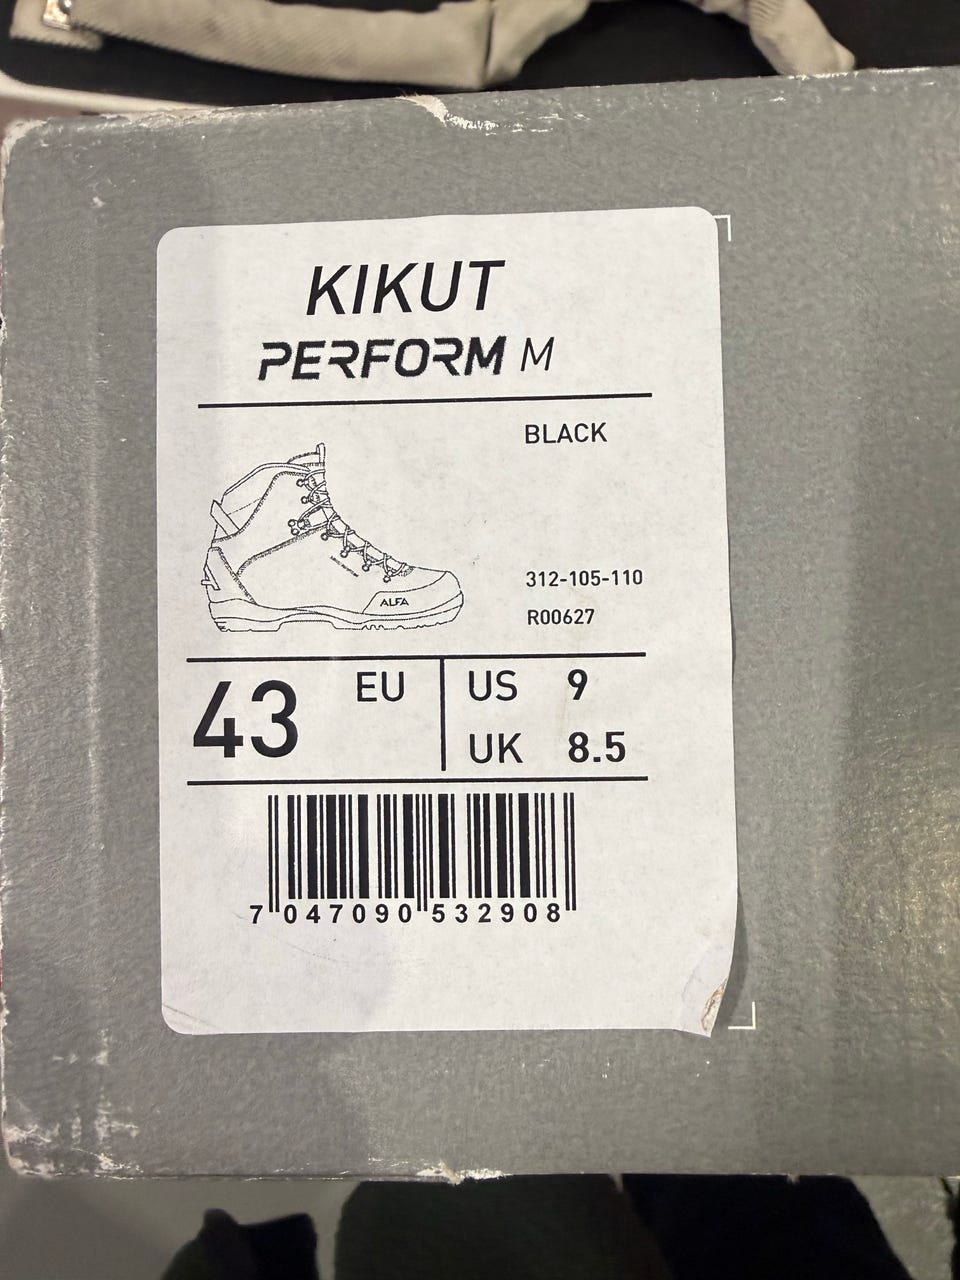 KIKUT
PERFORM M
BLACK
ALFA
312-105-110
R00627
43 EU
US 9
UK 8.5
7 047090 532908